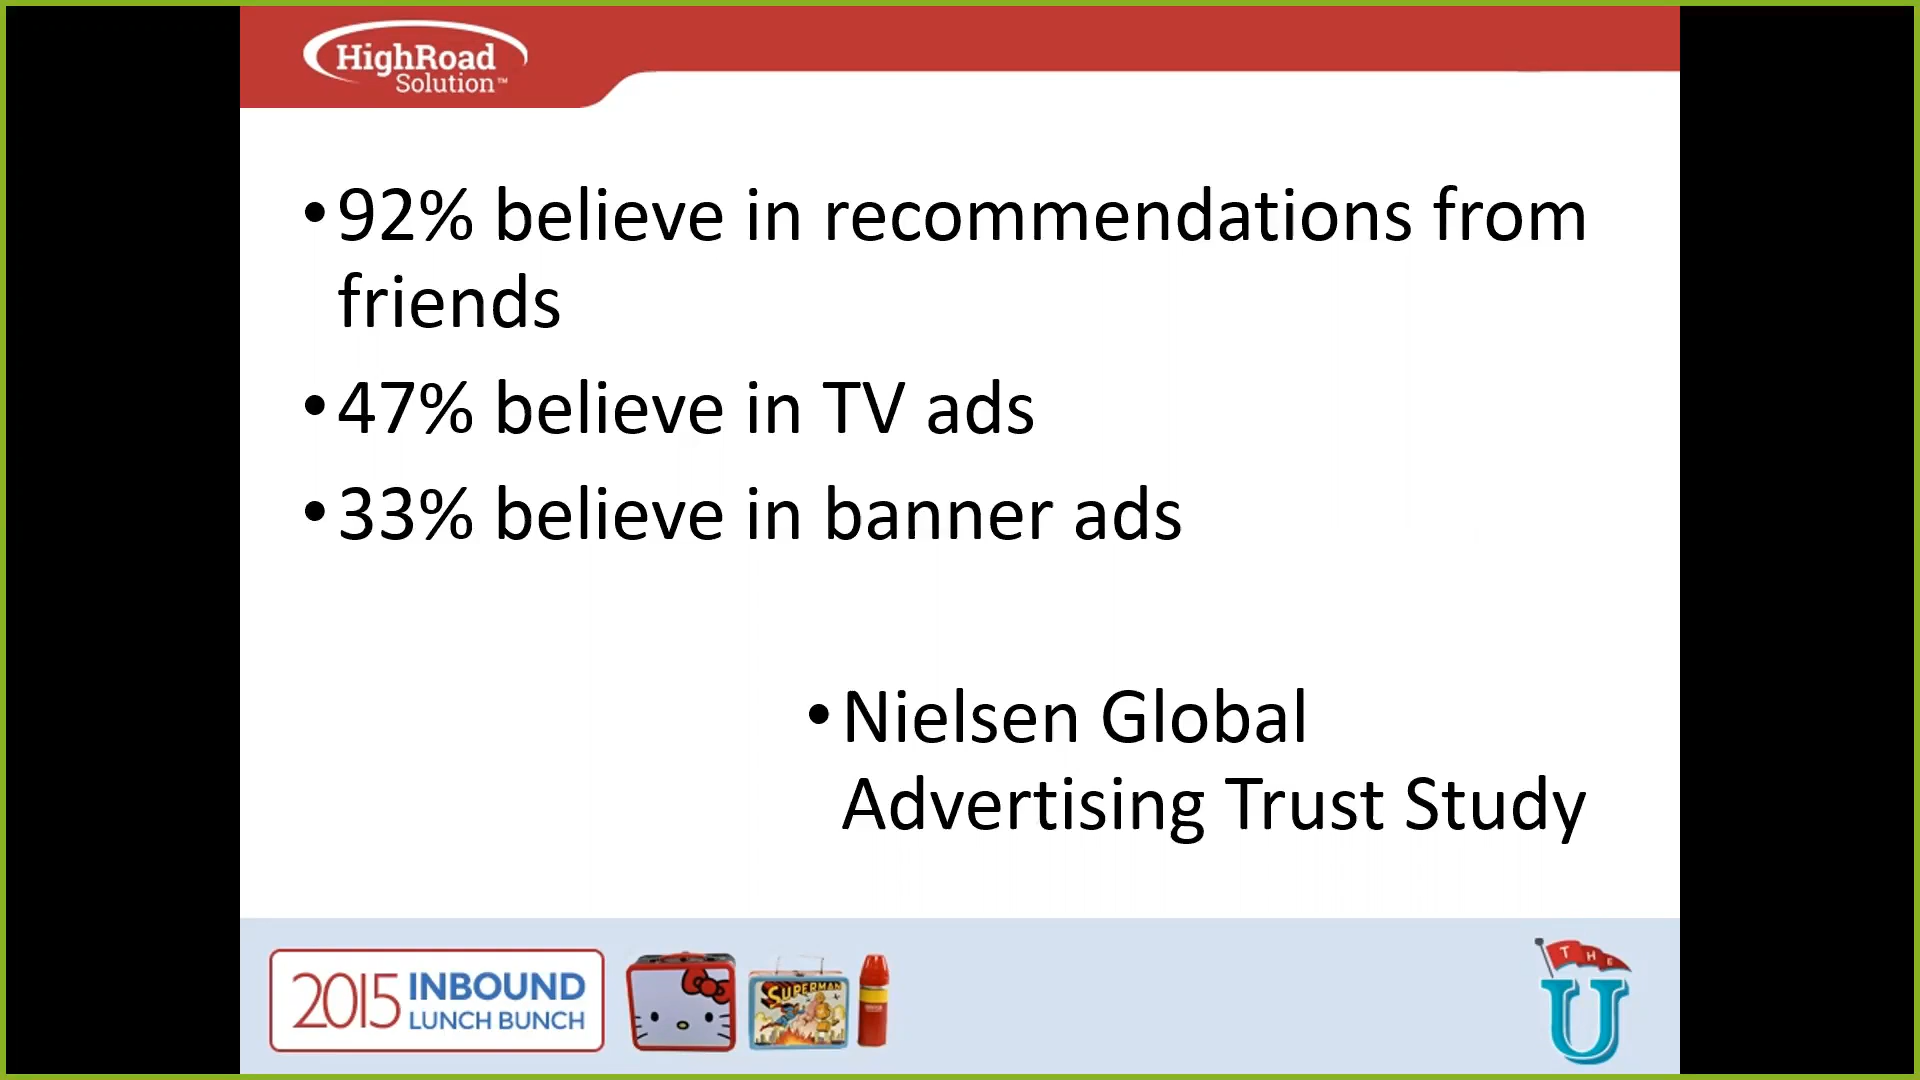 HighRoad
Solution™
•92% believe in recommendations from
friends
•47% believe in TV ads
•33% believe in banner ads
•Nielsen Global
Advertising Trust Study
2015 INBOUND
LUNCH BUNCH
SUPERMAN
THE
U